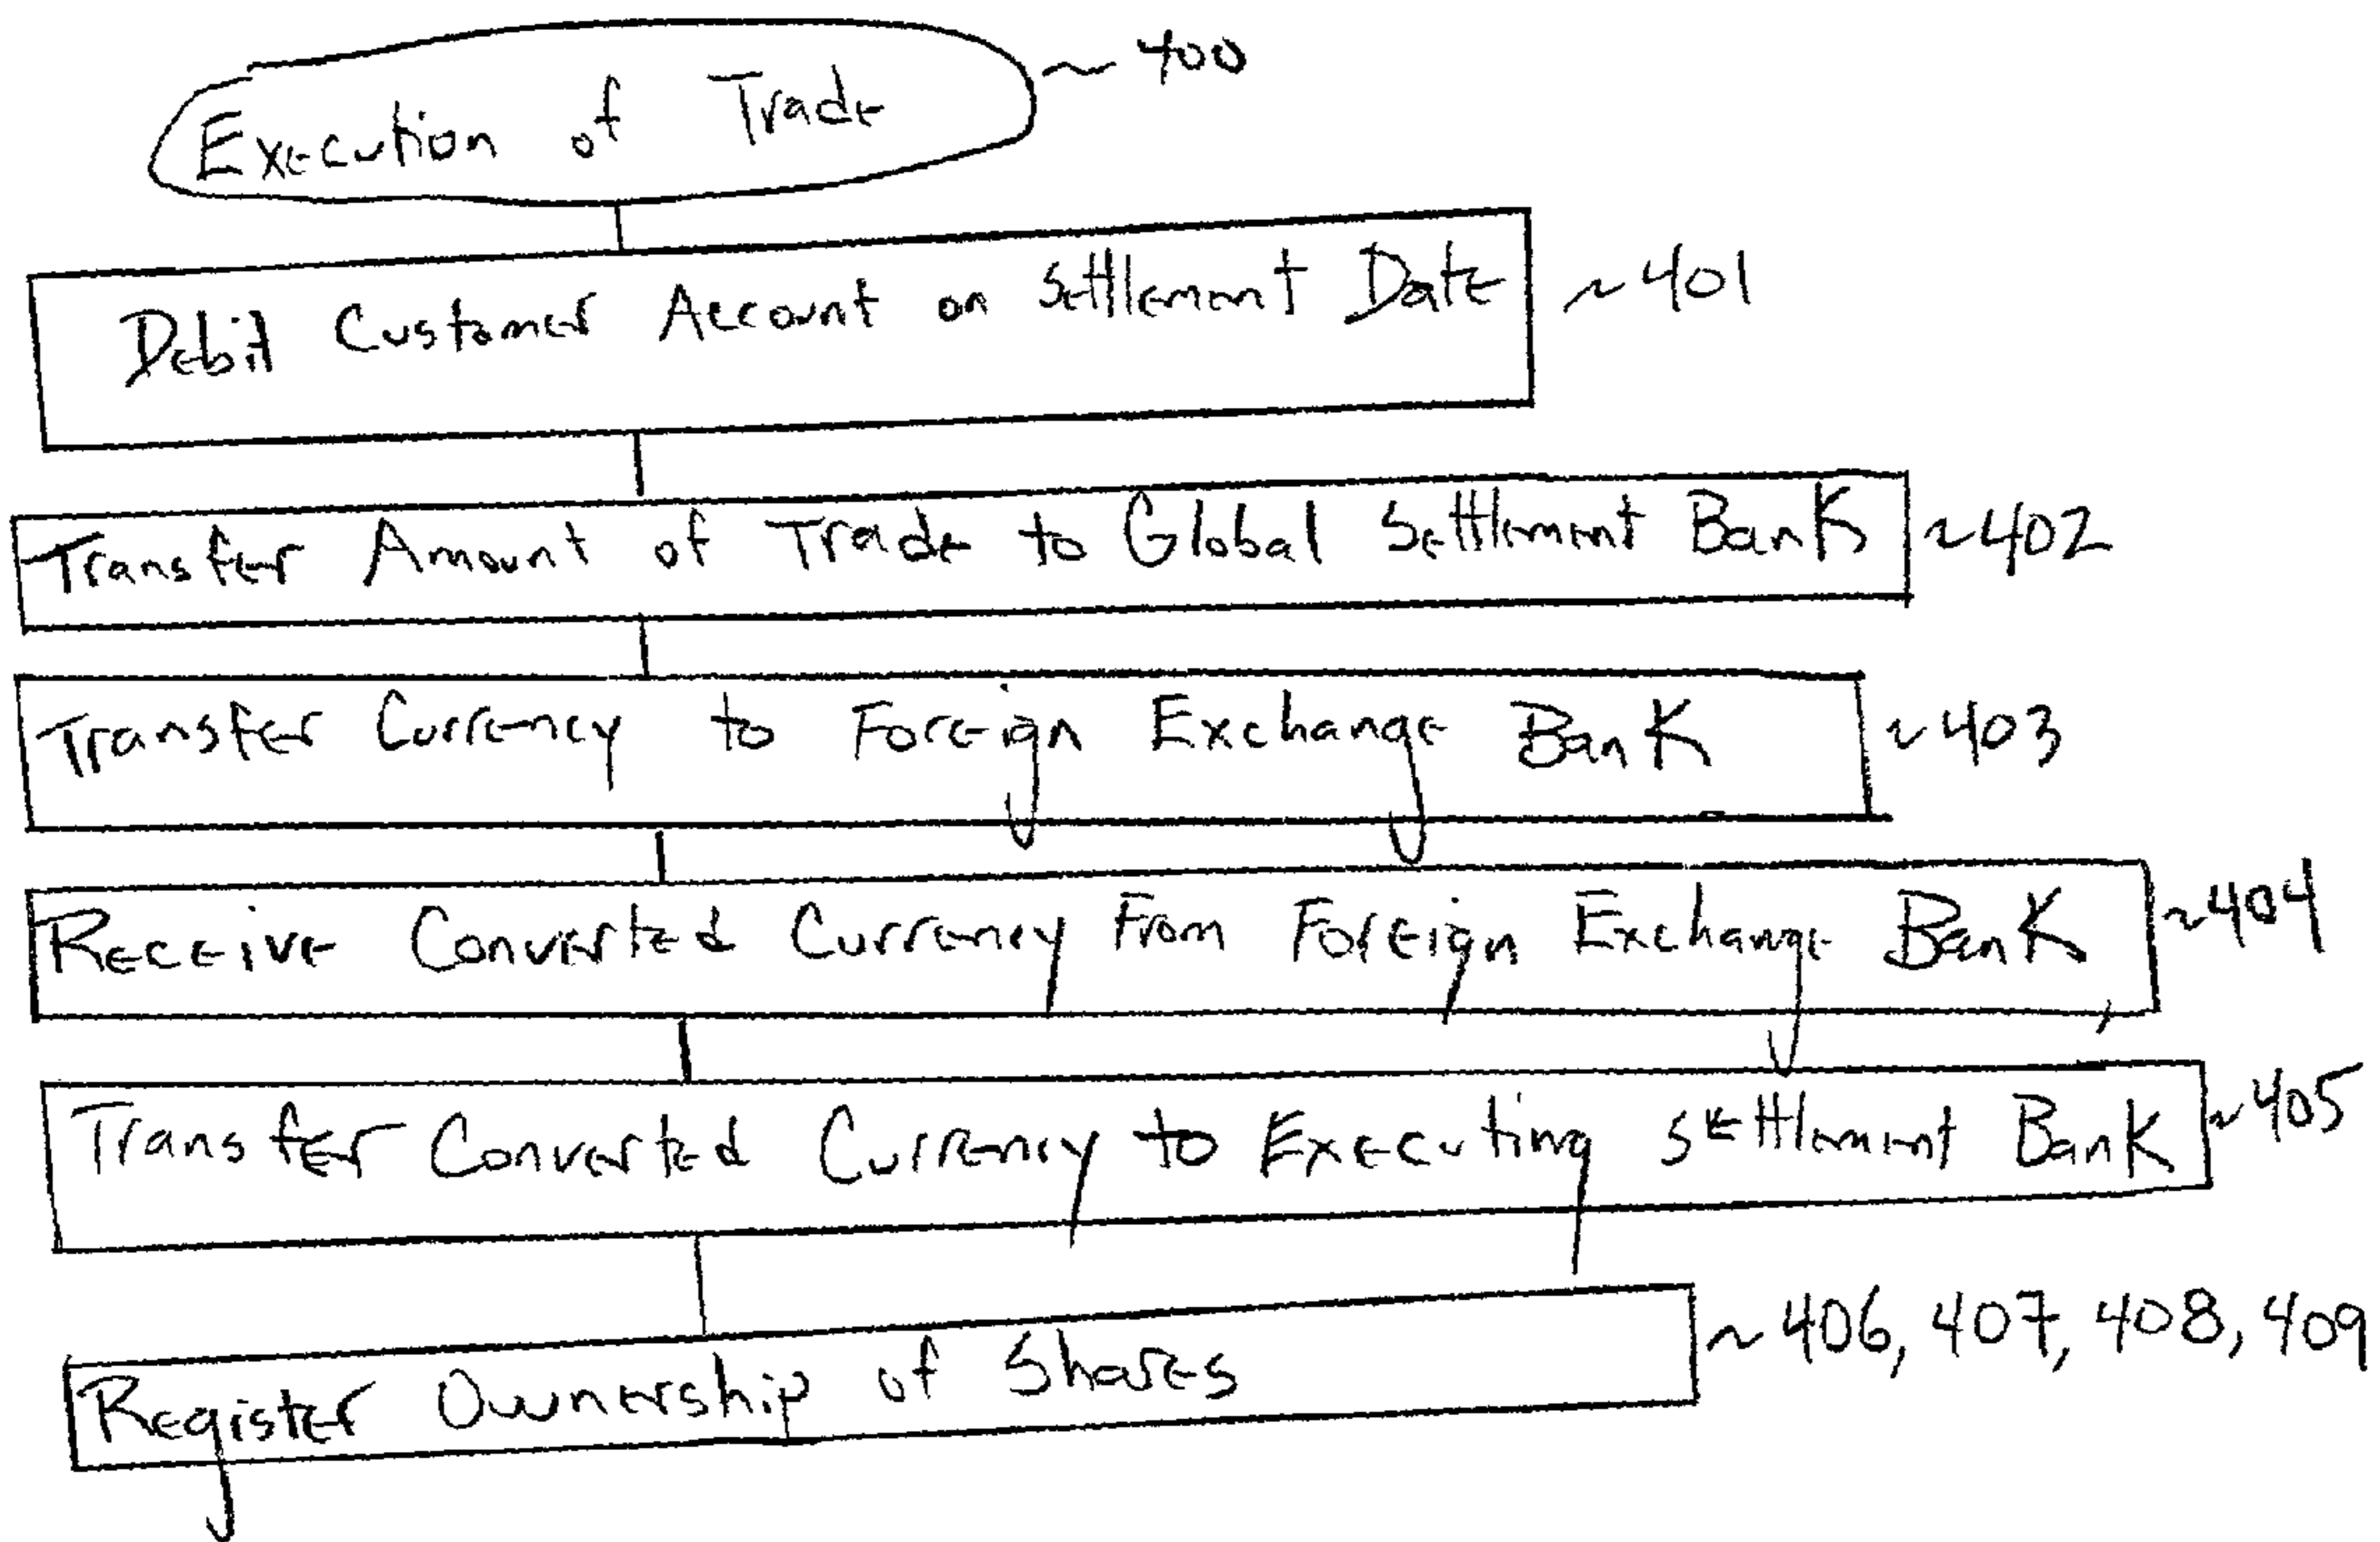 Execution of Trade ~400
Debit Customer Account on Settlement Date ~401
Transfer Amount of Trade to Global Settlement Bank ~402
Transfer Currency to Foreign Exchange Bank ~403
Receive Converted Currency From Foreign Exchange Bank ~404
Transfer Converted Currency to Executing Settlement Bank ~405
Register Ownership of Shares ~406, 407, 408, 409